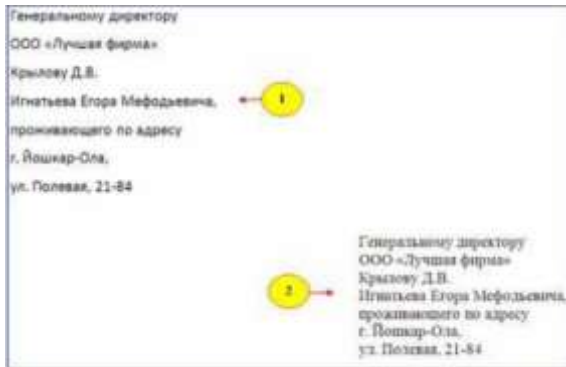 Генеральному директору
ООО «Лучшая фирма»
Крылову Д.В.
Игнатьева Егора Мефодьевича,
проживающего по адресу
г. Йошкар-Ола,
ул. Полевая, 21-84
1
2
Генеральному директору
ООО «Лучшая фирма»
Крылову Д.В.
Игнатьева Егора Мефодьевича,
проживающего по адресу
г. Йошкар-Ола,
ул. Полевая, 21-84